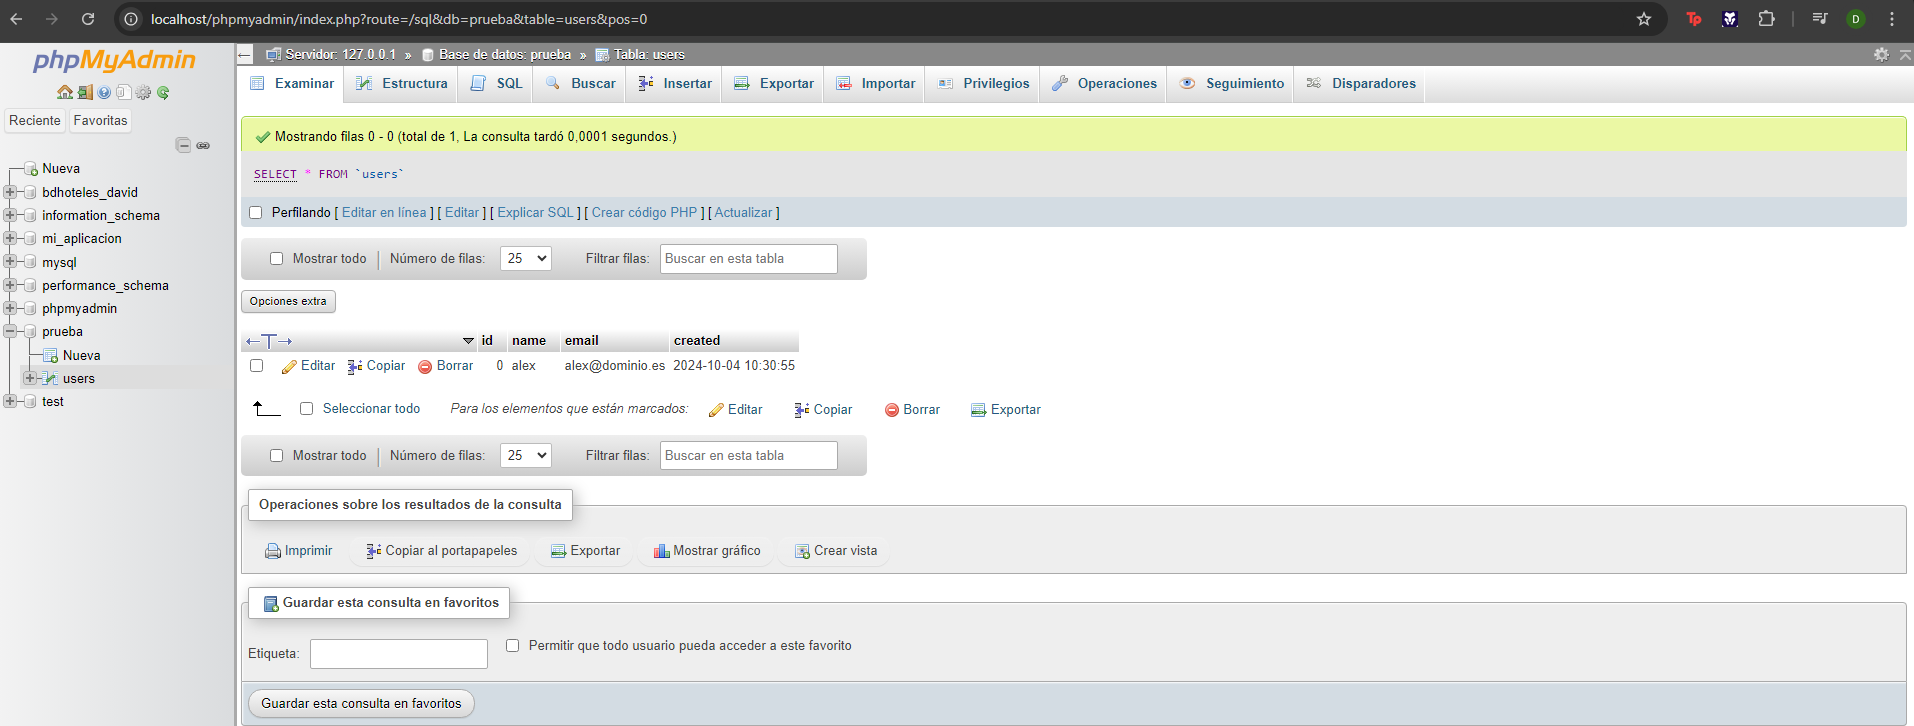 localhost/phpmyadmin/index.php?route=/sql&db=prueba&table=users&pos=0
Tp
D
phpMyAdmin
Reciente Favoritas
Nueva
bdhoteles_david
information_schema
mi_aplicacion
mysql
performance_schema
phpmyadmin
prueba
Nueva
users
test
Servidor: 127.0.0.1 » Base de datos: prueba » Tabla: users
Examinar Estructura SQL Buscar Insertar Exportar Importar Privilegios Operaciones Seguimiento Disparadores
Mostrando filas 0 - 0 (total de 1, La consulta tardó 0,0001 segundos.)
SELECT * FROM `users`
Perfilando [ Editar en línea ] [ Editar ] [ Explicar SQL ] [ Crear código PHP ] [ Actualizar ]
Mostrar todo | Número de filas: 25 Filtrar filas: Buscar en esta tabla
Opciones extra
←T→ id name email created
Editar Copiar Borrar 0 alex alex@dominio.es 2024-10-04 10:30:55
Seleccionar todo Para los elementos que están marcados: Editar Copiar Borrar Exportar
Mostrar todo | Número de filas: 25 Filtrar filas: Buscar en esta tabla
Operaciones sobre los resultados de la consulta
Imprimir Copiar al portapapeles Exportar Mostrar gráfico Crear vista
Guardar esta consulta en favoritos
Etiqueta: Permitir que todo usuario pueda acceder a este favorito
Guardar esta consulta en favoritos